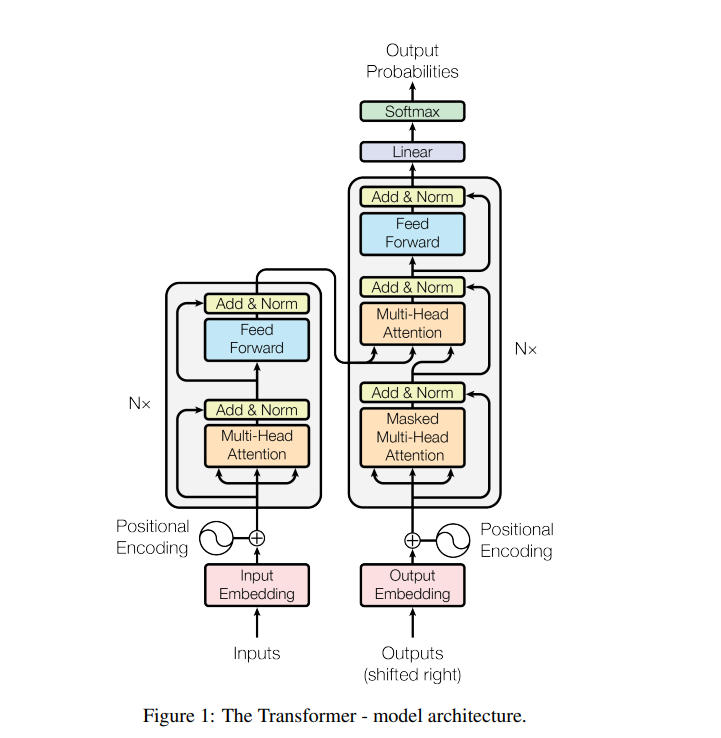 Output
Probabilities
Softmax
Linear
Add & Norm
Feed
Forward
Add & Norm
Multi-Head
Attention
Add & Norm
Masked
Multi-Head
Attention
N×
Add & Norm
Feed
Forward
Add & Norm
Multi-Head
Attention
N×
Positional
Encoding
Positional
Encoding
Input
Embedding
Output
Embedding
Inputs
Outputs
(shifted right)
Figure 1: The Transformer - model architecture.